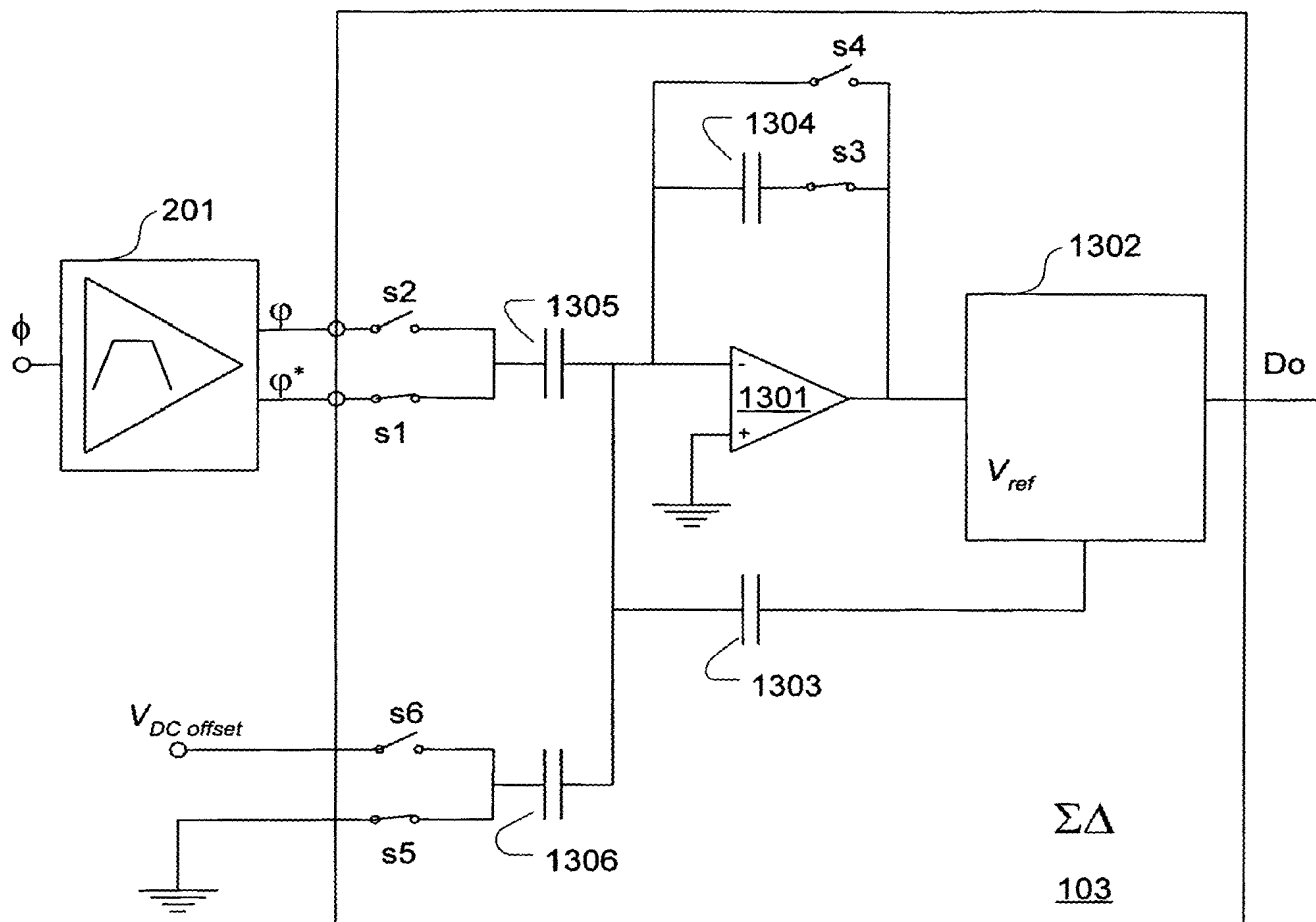 s4
1304
s3
201
1302
φ
s2
1305
ϕ
ϕ*
s1
-
1301
+
Do
V_ref
1303
V_DC offset
s6
s5
1306
ΣΔ
103